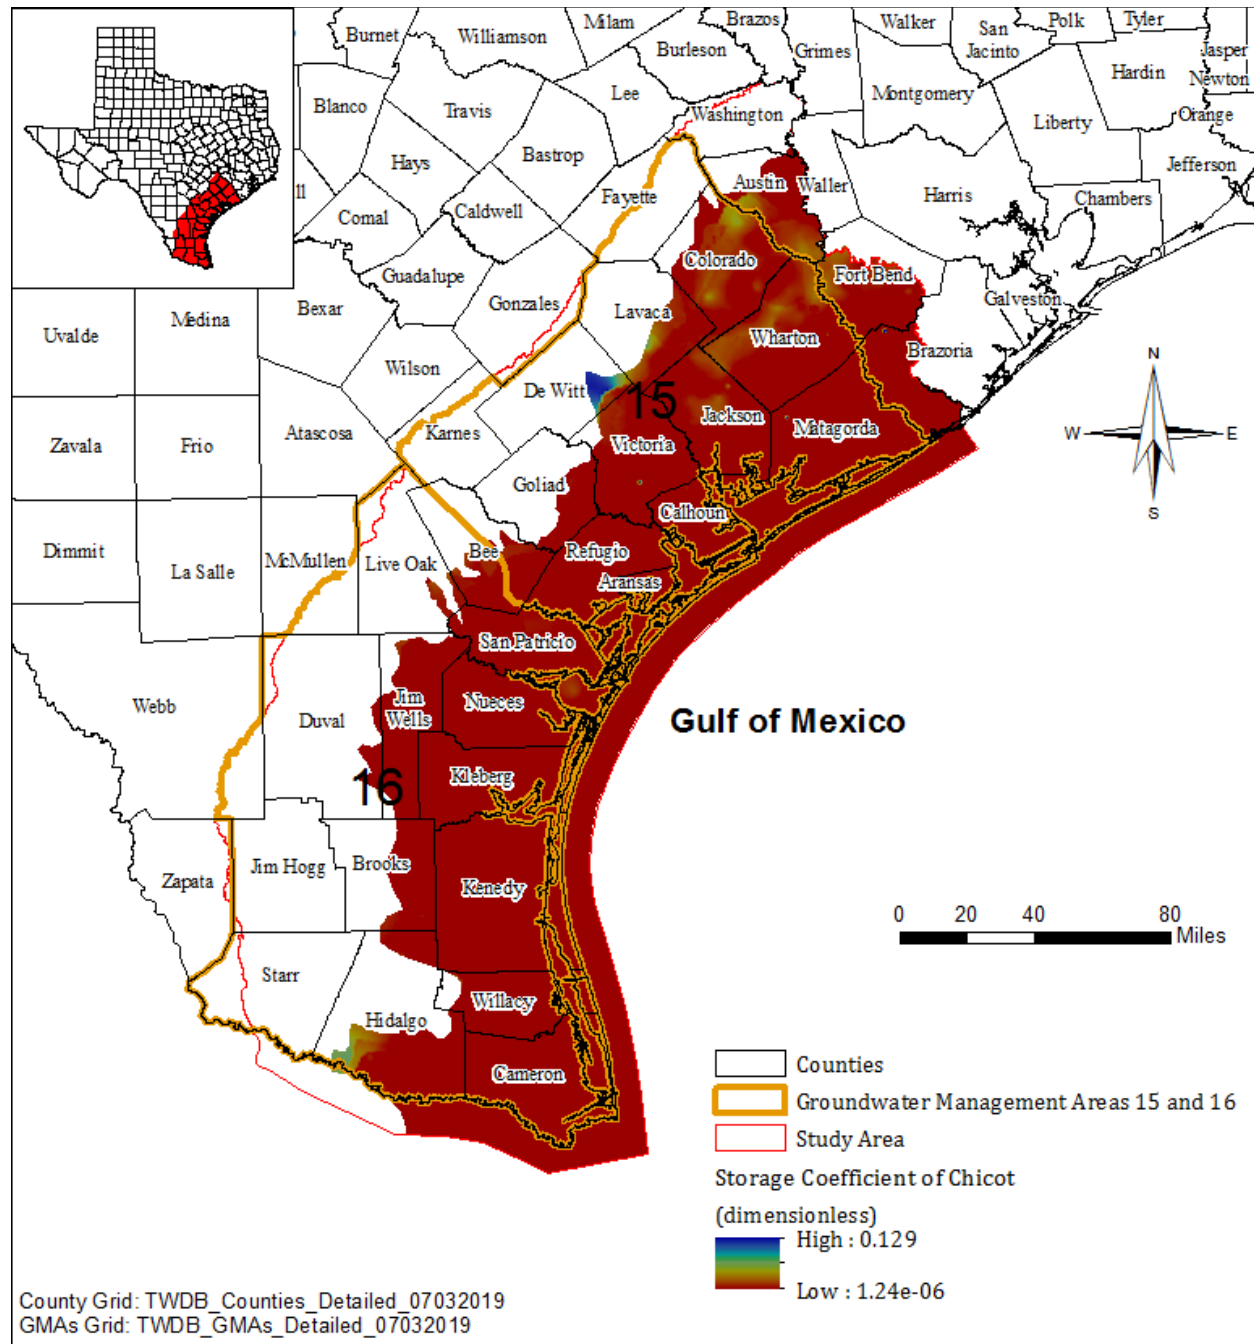 Milam
Brazos
Walker
Polk
Tyler
Burnet
Williamson
Burleson
Grimes
San
Jacinto
Jasper
Hardin
Newton
Blanco
Lee
Travis
Washington
Montgomery
Orange
Liberty
Hays
Bastrop
Jefferson
ll
Fayette
Austin
Waller
Harris
Chambers
Comal
Caldwell
Colorado
Guadalupe
Fort Bend
Bexar
Gonzales
Galveston
Medina
Lavaca
Uvalde
Wharton
Brazoria
Wilson
N
De Witt
15
Jackson
Zavala
Frio
Atascosa
Karnes
Victoria
Matagorda
W
E
Goliad
Calhoun
S
Dimmit
La Salle
McMullen
Live Oak
Bee
Refugio
Aransas
San Patricio
Webb
Duval
Jim
Wells
Nueces
Gulf of Mexico
16
Kleberg
Zapata
Jim Hogg
Brooks
Kenedy
0 20 40 80
Miles
Starr
Willacy
Hidalgo
Cameron
Counties
Groundwater Management Areas 15 and 16
Study Area
Storage Coefficient of Chicot
(dimensionless)
High : 0.129
Low : 1.24e-06
County Grid: TWDB_Counties_Detailed_07032019
GMAs Grid: TWDB_GMAs_Detailed_07032019